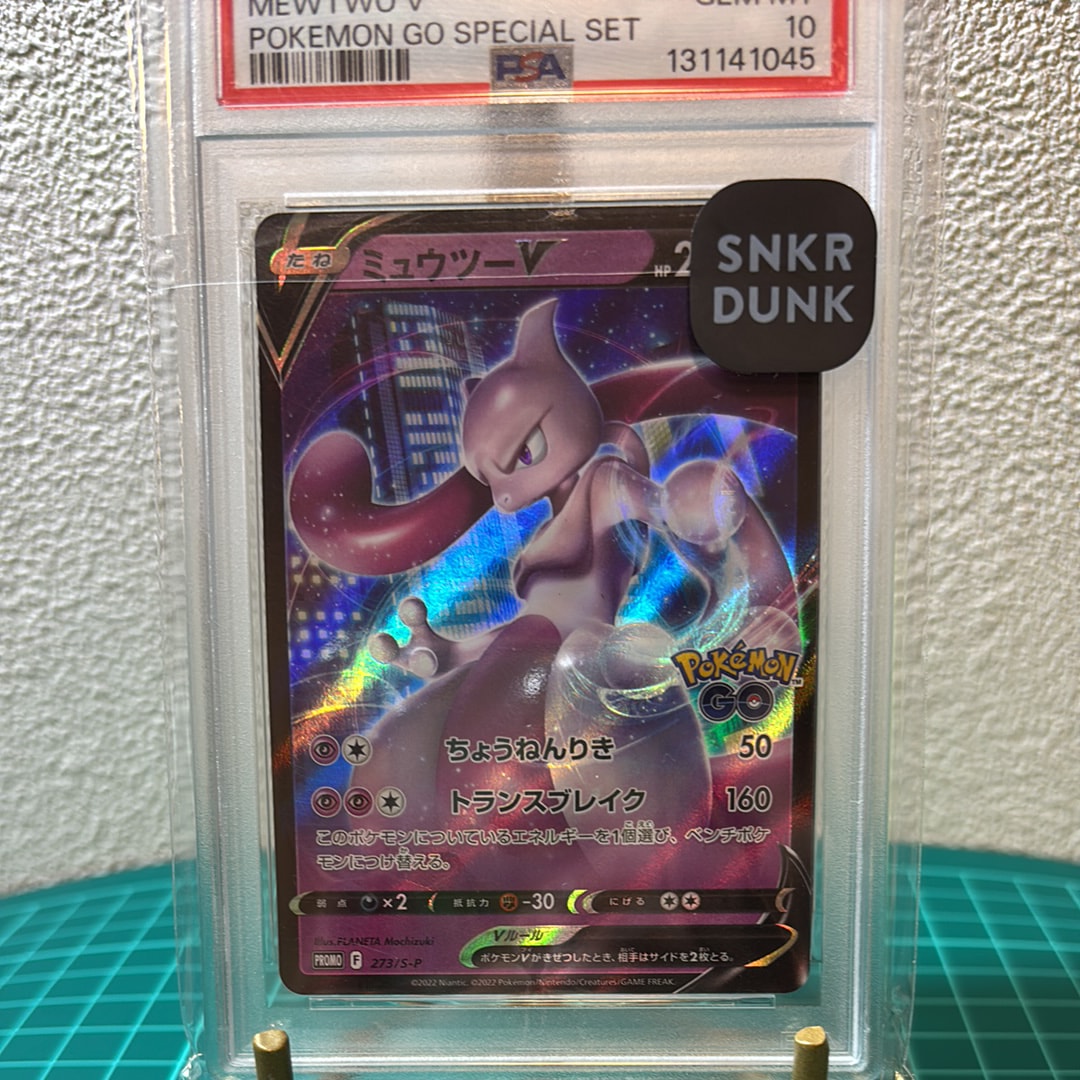 MEWTWO V
GEM MT
POKEMON GO SPECIAL SET
10
PSA
131141045
SNKR
DUNK
たね
ミュウツーV
HP 2
Pokémon
GO
TM
ちょうねんりき
50
トランスブレイク
160
このポケモンについているエネルギーを1個選び、ベンチポケ
モンにつけ替える。
弱点
×2
抵抗力
-30
にげる
Vルール
ポケモンVがきぜつしたとき、相手はサイドを2枚とる。
Illus. PLANETA Mochizuki
PROMO F 273/S-P
©2022 Niantic. ©2022 Pokémon/Nintendo/Creatures/GAME FREAK.